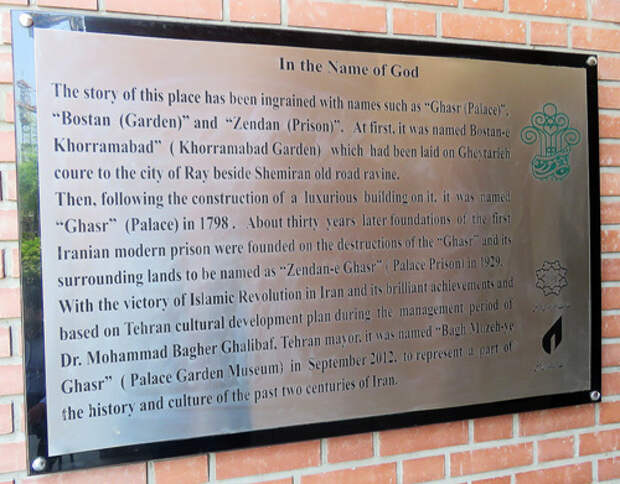 In the Name of God
The story of this place has been ingrained with names such as "Ghasr (Palace)",
"Bostan (Garden)" and "Zendan (Prison)". At first, it was named Bostan-e
Khorramabad" ( Khorramabad Garden) which had been laid on Gheytarieh
coure to the city of Ray beside Shemiran old road ravine.
Then, following the construction of a luxurious building on it, it was named
"Ghasr" (Palace) in 1798 . About thirty years later foundations of the first
Iranian modern prison were founded on the destructions of the "Ghasr" and its
surrounding lands to be named as "Zendan-e Ghasr" ( Palace Prison) in 1929.
With the victory of Islamic Revolution in Iran and its brilliant achievements and
based on Tehran cultural development plan during the management period of
Dr. Mohammad Bagher Ghalibaf, Tehran mayor, it was named "Bagh Muzeh-ye
Ghasr" ( Palace Garden Museum) in September 2012, to represent a part of
the history and culture of the past two centuries of Iran.